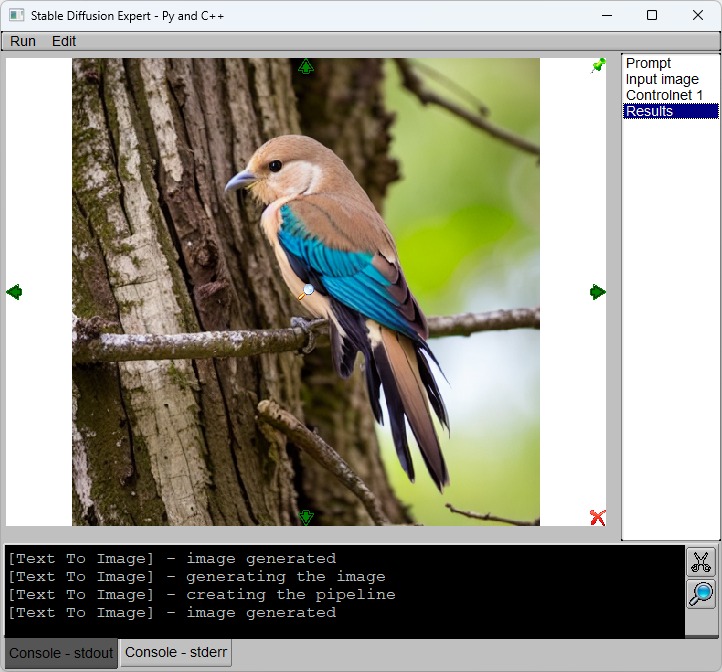 Stable Diffusion Expert - Py and C++
Run Edit
Prompt
Input image
Controlnet 1
Results
[Text To Image] - image generated
[Text To Image] - generating the image
[Text To Image] - creating the pipeline
[Text To Image] - image generated
Console - stdout Console - stderr